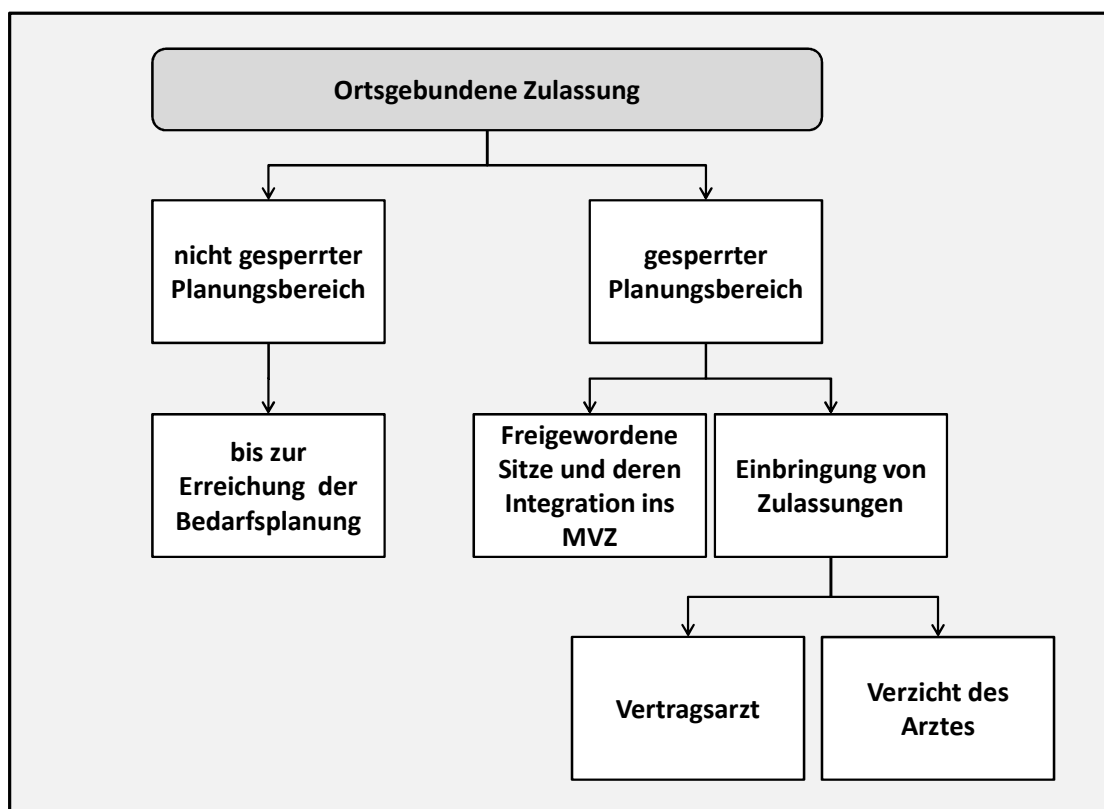 Ortsgebundene Zulassung
nicht gesperrter
Planungsbereich
gesperrter
Planungsbereich
bis zur
Erreichung  der
Bedarfsplanung
Freigewordene
Sitze und deren
Integration ins
MVZ
Einbringung von
Zulassungen
Vertragsarzt
Verzicht des
Arztes